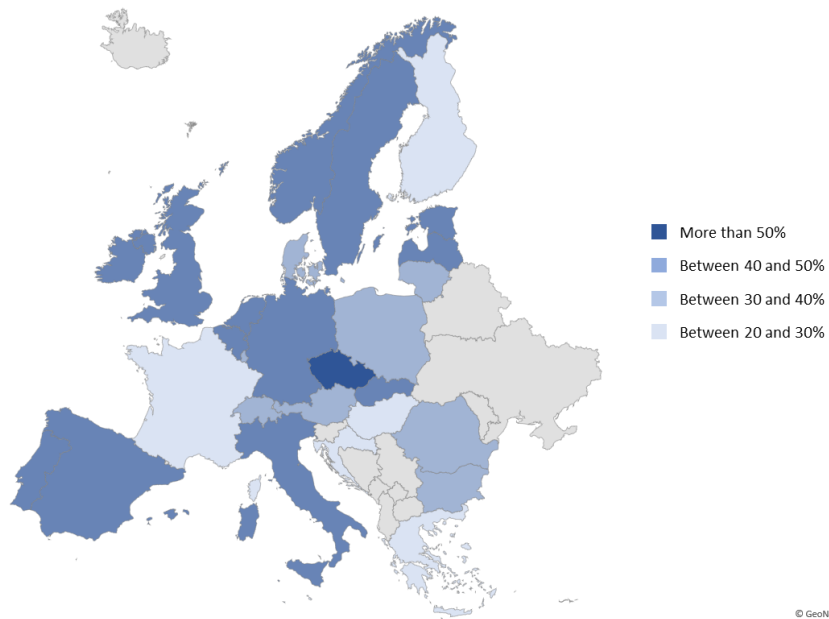 More than 50%
Between 40 and 50%
Between 30 and 40%
Between 20 and 30%
© GeoN